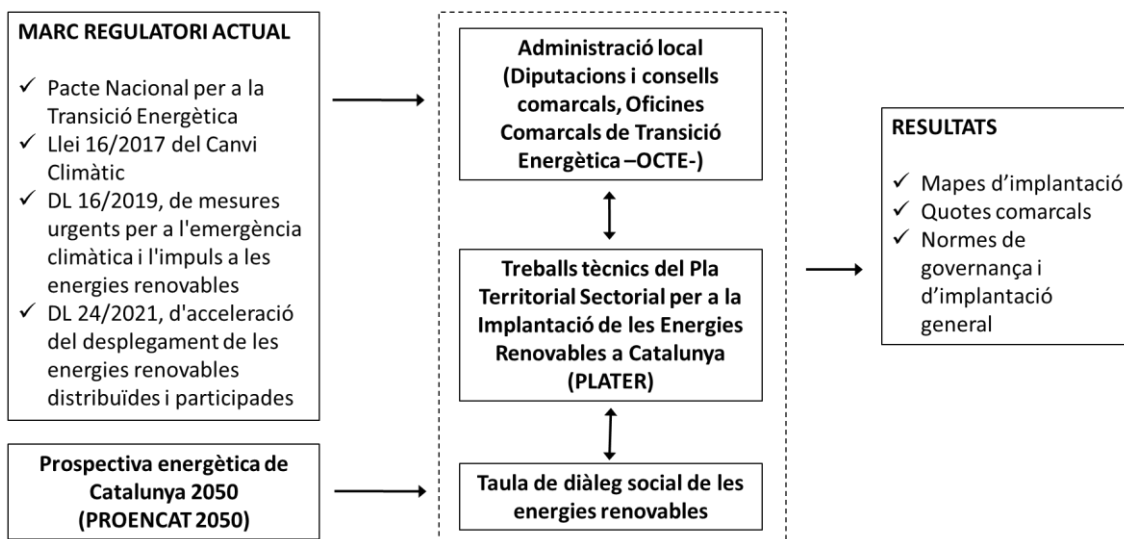 MARC REGULATORI ACTUAL
✓ Pacte Nacional per a la
Transició Energètica
✓ Llei 16/2017 del Canvi
Climàtic
✓ DL 16/2019, de mesures
urgents per a l'emergència
climàtica i l'impuls a les
energies renovables
✓ DL 24/2021, d'acceleració
del desplegament de les
energies renovables
distribuïdes i participades
Prospectiva energètica de
Catalunya 2050
(PROENCAT 2050)
Administració local
(Diputacions i consells
comarcals, Oficines
Comarcals de Transició
Energètica –OCTE-)
Treballs tècnics del Pla
Territorial Sectorial per a la
Implantació de les Energies
Renovables a Catalunya
(PLATER)
Taula de diàleg social de les
energies renovables
RESULTATS
✓ Mapes d’implantació
✓ Quotes comarcals
✓ Normes de
governança i
d’implantació
general